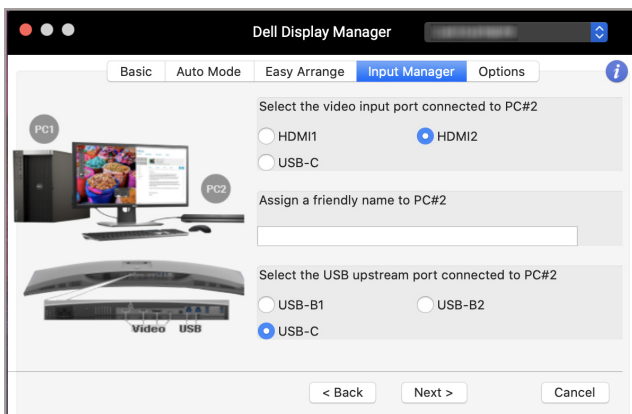 Dell Display Manager
Basic Auto Mode Easy Arrange Input Manager Options i
Select the video input port connected to PC#2
PC1
HDMI1 HDMI2
USB-C
PC2
Assign a friendly name to PC#2
Select the USB upstream port connected to PC#2
USB-B1 USB-B2
Video USB
USB-C
< Back Next > Cancel